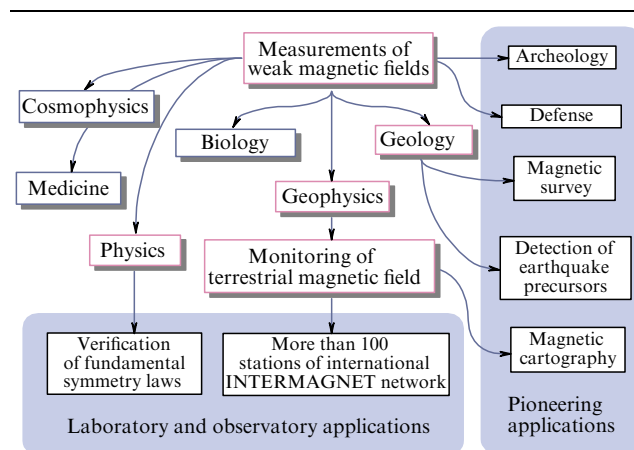 Measurements of
weak magnetic fields
Archeology
Cosmophysics
Defense
Biology
Geology
Medicine
Magnetic
survey
Geophysics
Physics
Monitoring of
terrestrial magnetic field
Detection of
earthquake
precursors
Verification
of fundamental
symmetry laws
More than 100
stations of international
INTERMAGNET network
Magnetic
cartography
Laboratory and observatory applications
Pioneering
applications